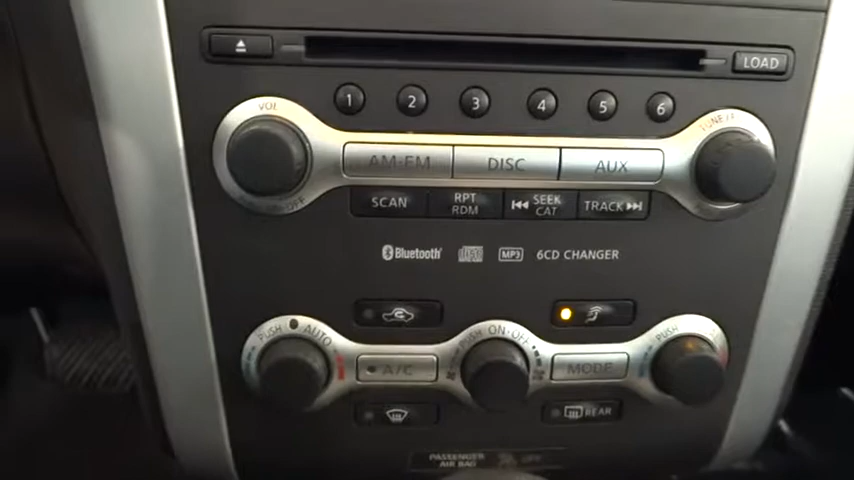 LOAD
1 2 3 4 5 6
VOL
AM·FM DISC AUX
SCAN
RPT
RDM
SEEK
CAT
TRACK
Bluetooth MP3 6CD CHANGER
PUSH AUTO
PUSH ON·OFF
PUSH
A/C
MODE
REAR
PASSENGER
AIR BAG